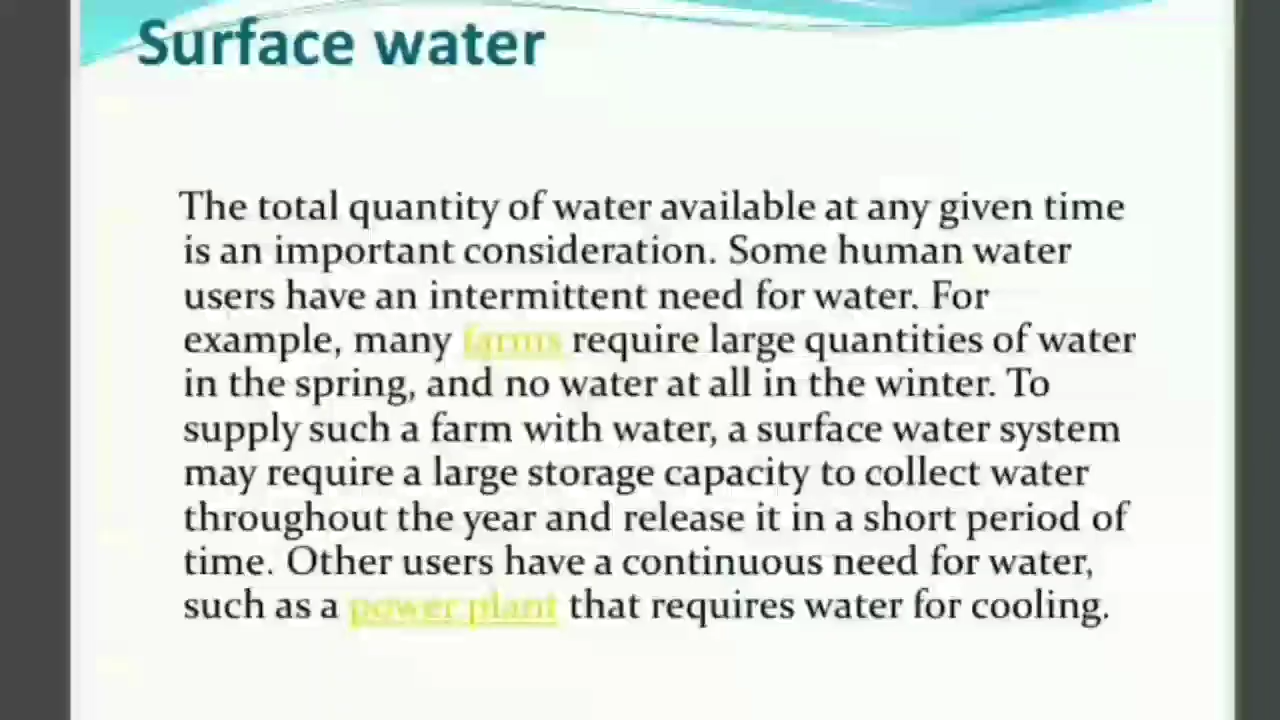 Surface water
The total quantity of water available at any given time
is an important consideration. Some human water
users have an intermittent need for water. For
example, many farms require large quantities of water
in the spring, and no water at all in the winter. To
supply such a farm with water, a surface water system
may require a large storage capacity to collect water
throughout the year and release it in a short period of
time. Other users have a continuous need for water,
such as a power plant that requires water for cooling.